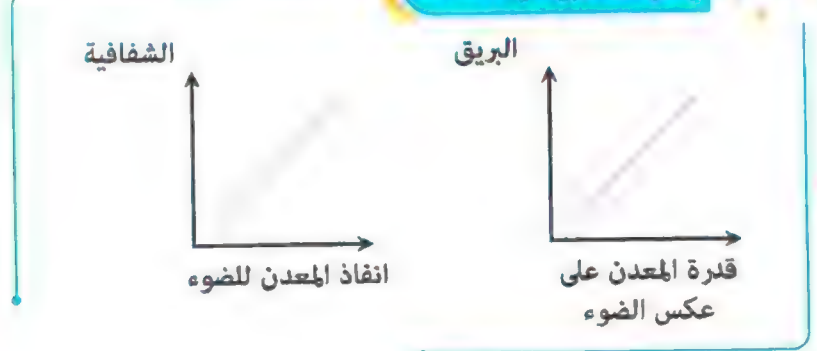 البريق
قدرة المعدن على
عكس الضوء
الشفافية
انفاذ المعدن للضوء